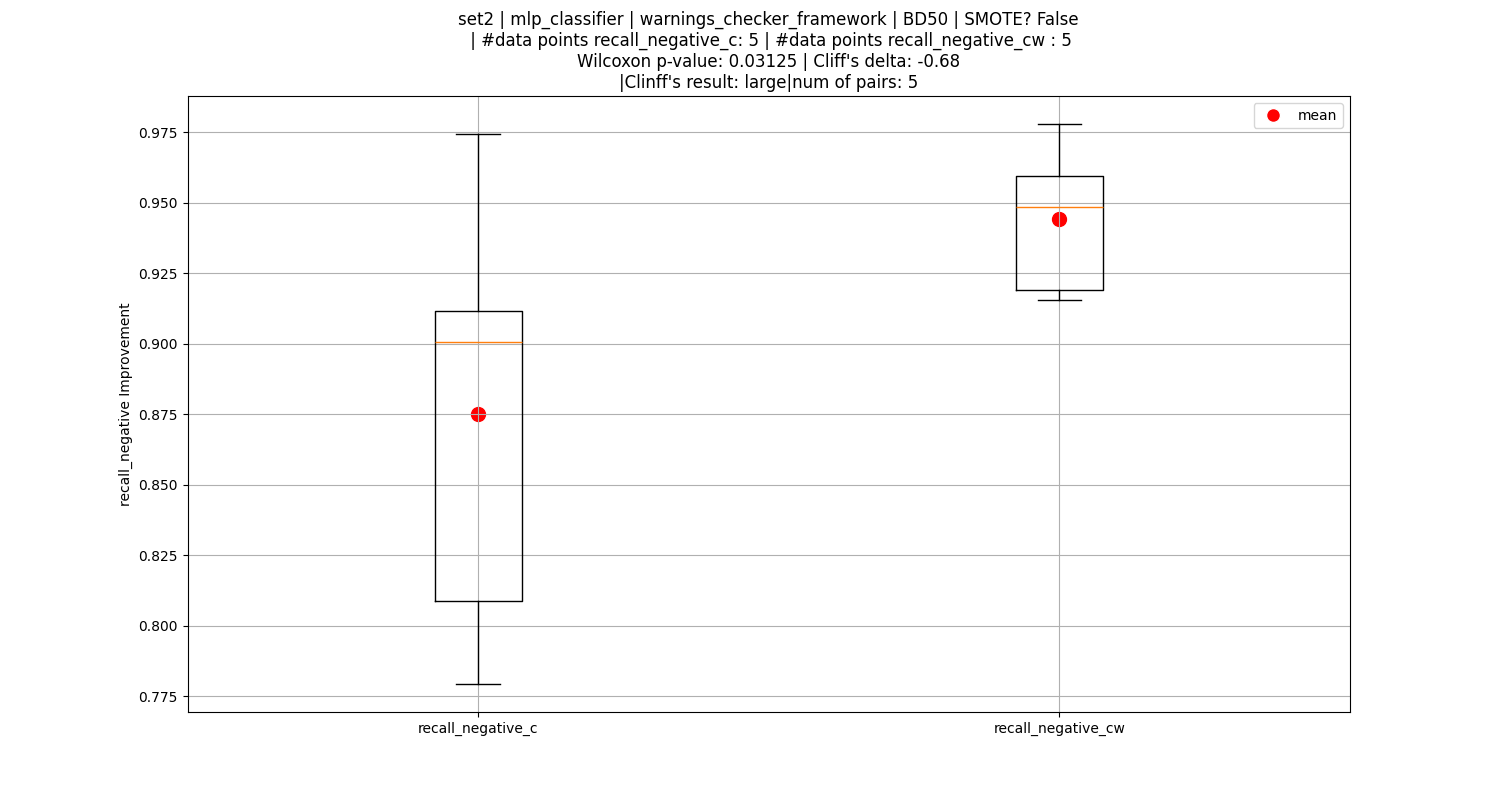 set2 | mlp_classifier | warnings_checker_framework | BD50 | SMOTE? False
| #data points recall_negative_c: 5 | #data points recall_negative_cw : 5
Wilcoxon p-value: 0.03125 | Cliff's delta: -0.68
|Clinff's result: large|num of pairs: 5
mean
0.975
0.950
0.925
0.900
0.875
0.850
0.825
0.800
0.775
recall_negative Improvement
recall_negative_c
recall_negative_cw